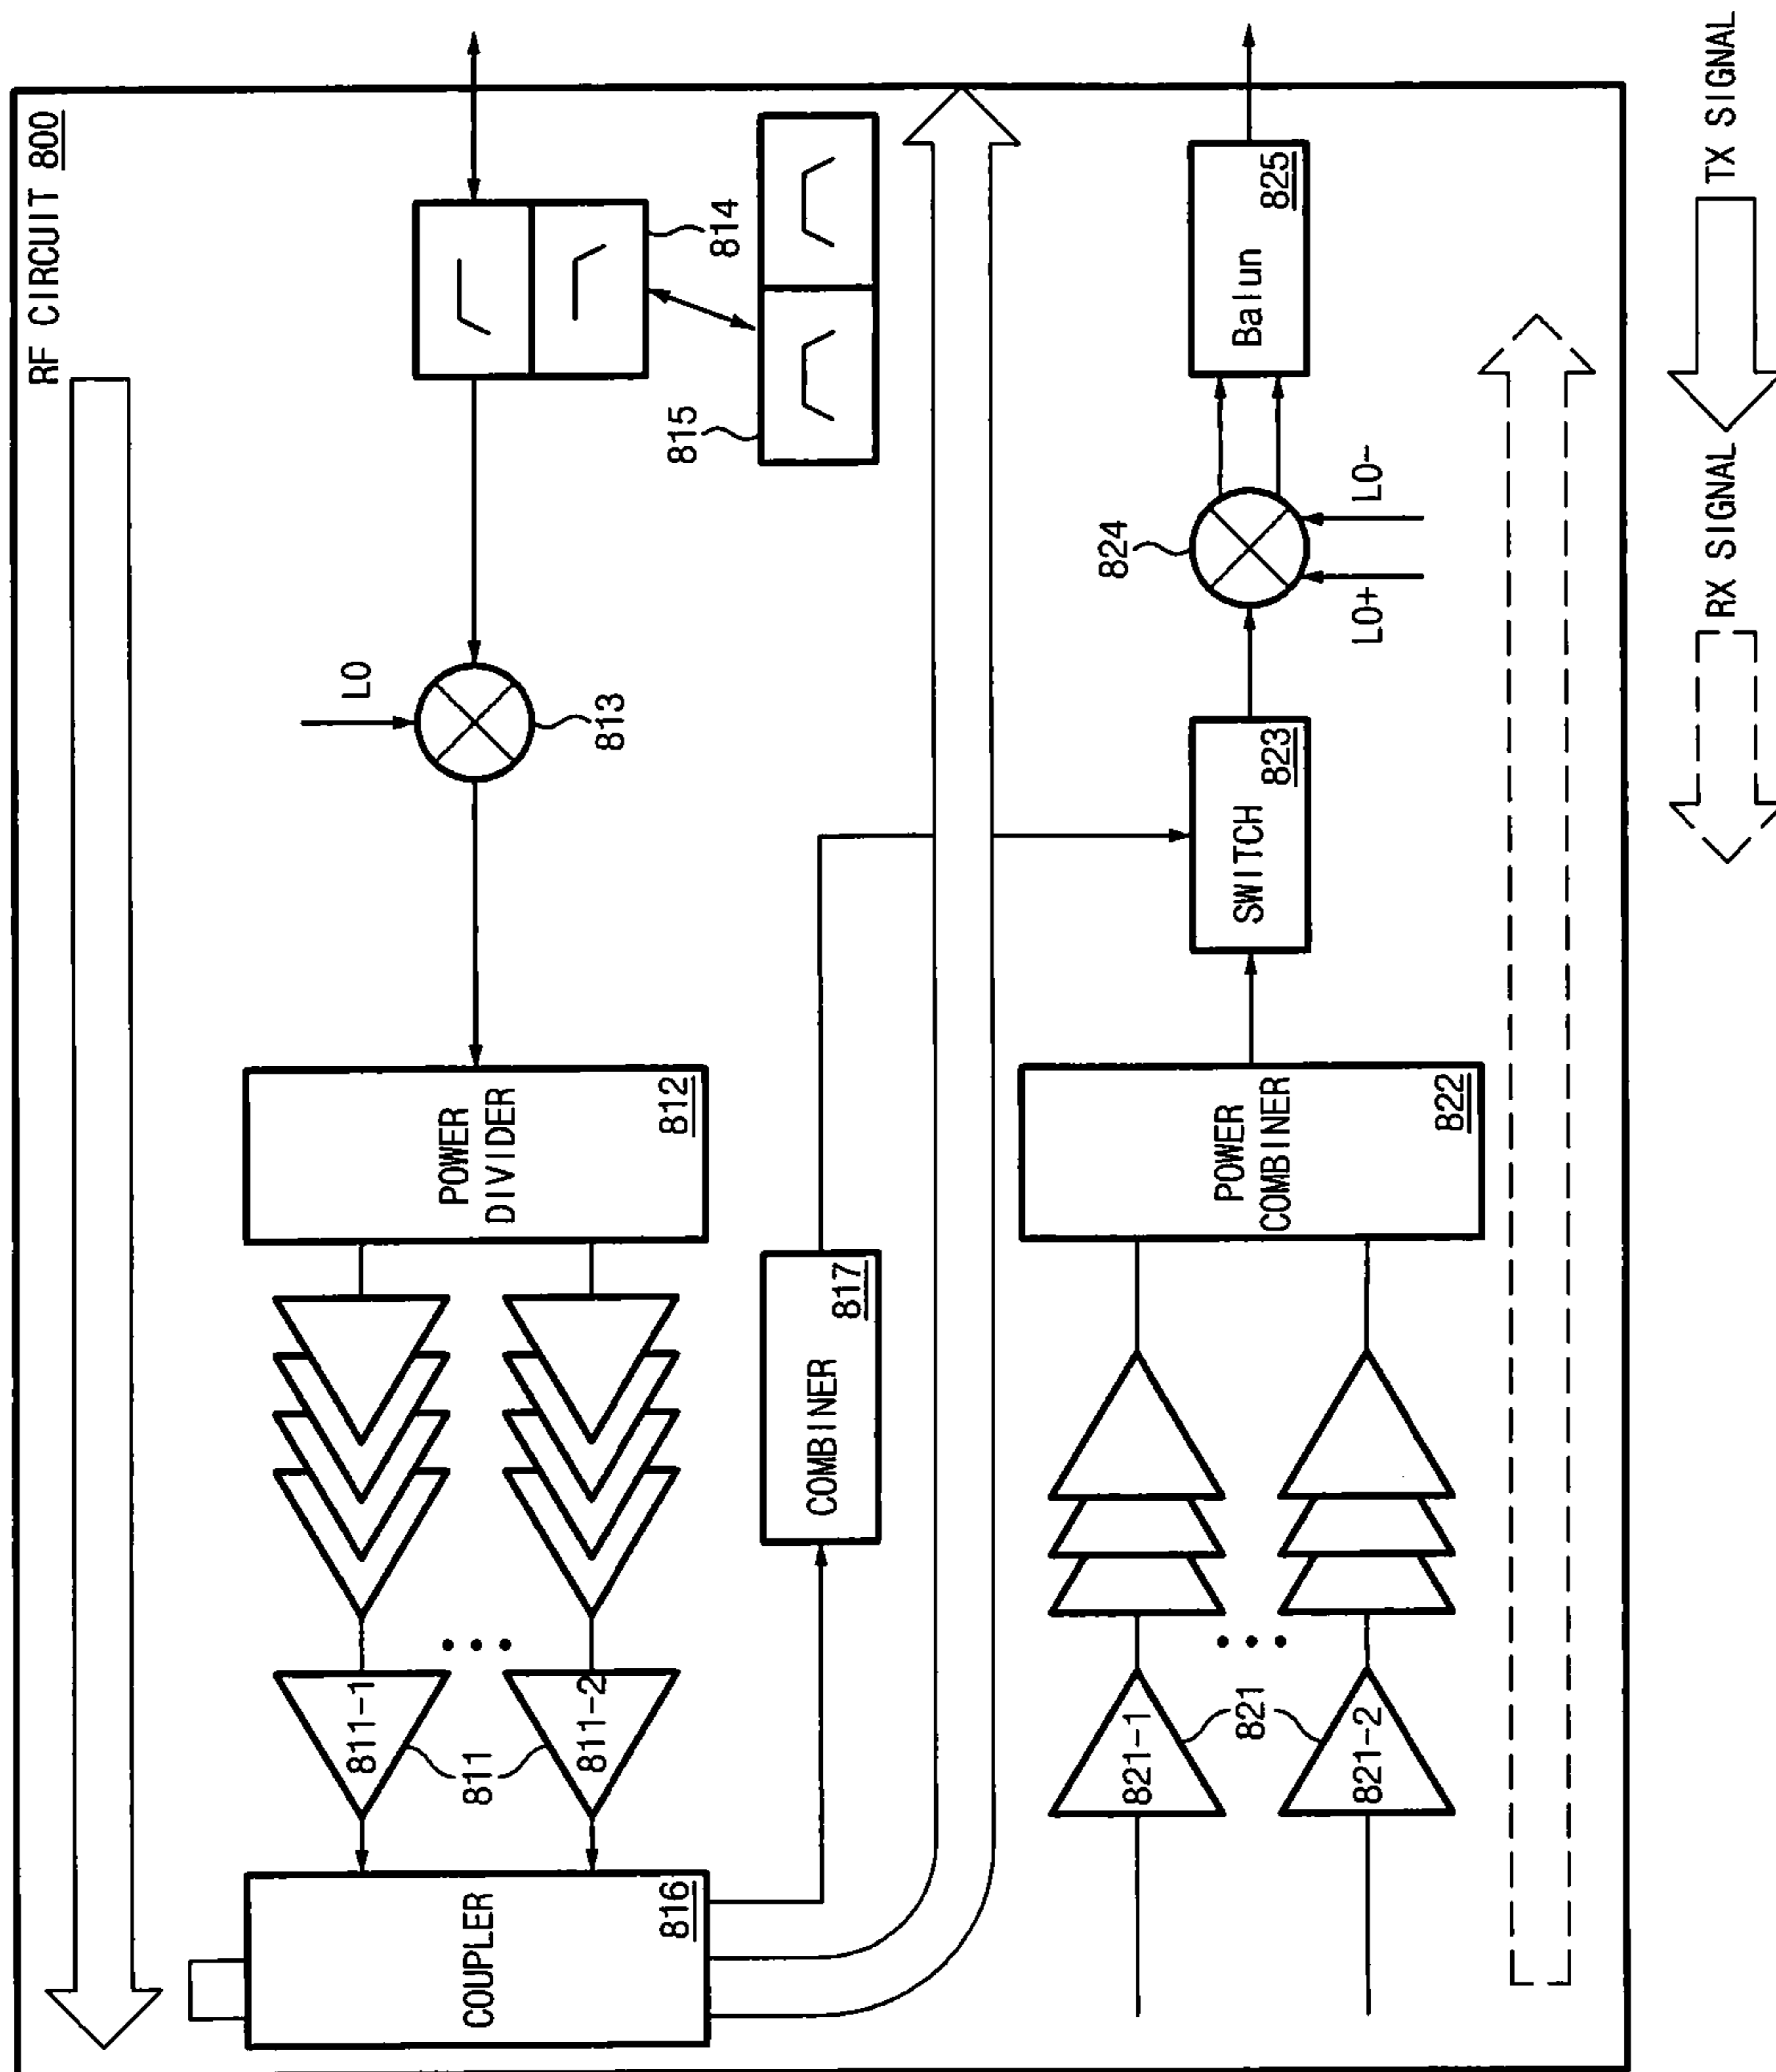 RF CIRCUIT 800
COUPLER
816
811-1
811-2
811
POWER
DIVIDER
812
LO
813
814
815
COMBINER
817
821-1
821-2
821
POWER
COMBINER
822
SWITCH
823
824
LO+
LO-
Balun
825
RX SIGNAL
TX SIGNAL